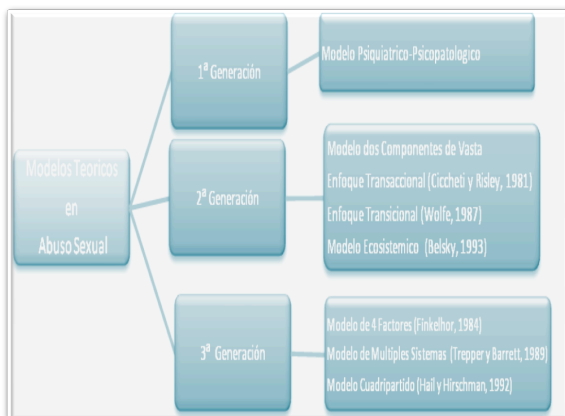 Modelos Teoricos
en
Abuso Sexual
1ª Generación
Modelo Psiquiatrico-Psicopatologico
2ª Generación
Modelo dos Componentes de Vasta
Enfoque Transaccional (Ciccheti y Risley, 1981)
Enfoque Transicional (Wolfe, 1987)
Modelo Ecosistemico (Belsky, 1993)
3ª Generación
Modelo de 4 Factores (Finkelhor, 1984)
Modelo de Multiples Sistemas (Trepper y Barrett, 1989)
Modelo Cuadripartido (Hail y Hirschman, 1992)